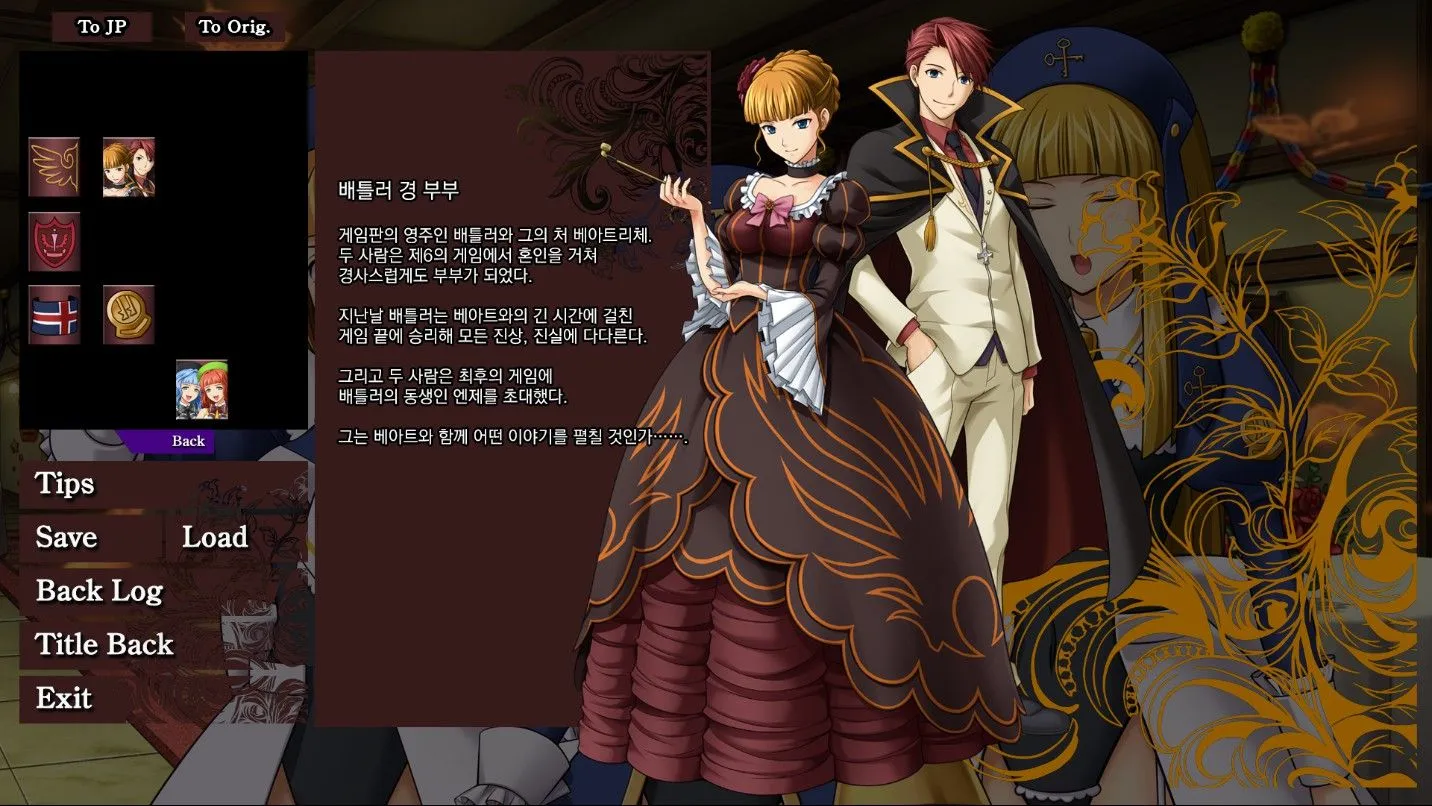 To JP
To Orig.
배틀러 경 부부
게임판의 영주인 배틀러와 그의 처 베아트리체.
두 사람은 제6의 게임에서 혼인을 거쳐
경사스럽게도 부부가 되었다.
지난날 배틀러는 베아트와의 긴 시간에 걸친
게임 끝에 승리해 모든 진상, 진실에 다다른다.
그리고 두 사람은 최후의 게임에
배틀러의 동생인 엔제를 초대했다.
그는 베아트와 함께 어떤 이야기를 펼칠 것인가…….
Back
Tips
Save
Load
Back Log
Title Back
Exit